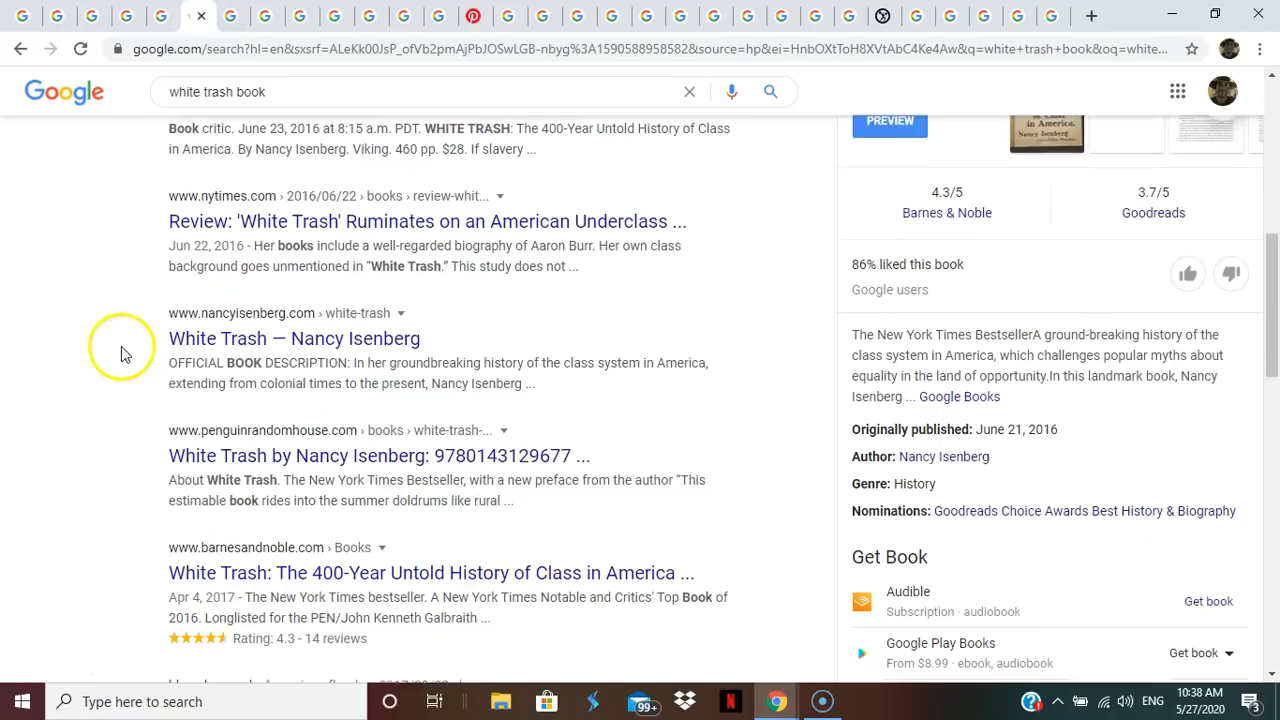 google.com/search?hl=en&sxsrf=ALeKk00JsP_ofVb2pmAjPbJOSwLGB-nbyg%3A1590588958582&source=hp&ei=HnbOXtToH8XVtAbC4Ke4Aw&q=white+trash+book&oq=white...
Google
white trash book
Book critic. June 23, 2016 at 8:15 a.m. PDT. WHITE TRASH: The 400-Year Untold History of Class
in America. By Nancy Isenberg. Viking. 460 pp. $28. If slavery ...
www.nytimes.com › 2016/06/22 › books › review-whit...
Review: 'White Trash' Ruminates on an American Underclass ...
Jun 22, 2016 - Her books include a well-regarded biography of Aaron Burr. Her own class
background goes unmentioned in “White Trash.” This study does not ...
www.nancyisenberg.com › white-trash
White Trash — Nancy Isenberg
OFFICIAL BOOK DESCRIPTION: In her groundbreaking history of the class system in America,
extending from colonial times to the present, Nancy Isenberg ...
www.penguinrandomhouse.com › books › white-trash-...
White Trash by Nancy Isenberg: 9780143129677 ...
About White Trash. The New York Times Bestseller, with a new preface from the author “This
estimable book rides into the summer doldrums like rural ...
www.barnesandnoble.com › Books
White Trash: The 400-Year Untold History of Class in America ...
Apr 4, 2017 - The New York Times bestseller. A New York Times Notable and Critics' Top Book of
2016. Longlisted for the PEN/John Kenneth Galbraith ...
Rating: 4.3 - 14 reviews
PREVIEW
Nancy Isenberg
4.3/5
Barnes & Noble
3.7/5
Goodreads
86% liked this book
Google users
The New York Times BestsellerA ground-breaking history of the
class system in America, which challenges popular myths about
equality in the land of opportunity.In this landmark book, Nancy
Isenberg ... Google Books
Originally published: June 21, 2016
Author: Nancy Isenberg
Genre: History
Nominations: Goodreads Choice Awards Best History & Biography
Get Book
Audible
Subscription · audiobook
Get book
Google Play Books
From $8.99 · ebook, audiobook
Get book
Type here to search
99+
ENG
10:38 AM
5/27/2020
3